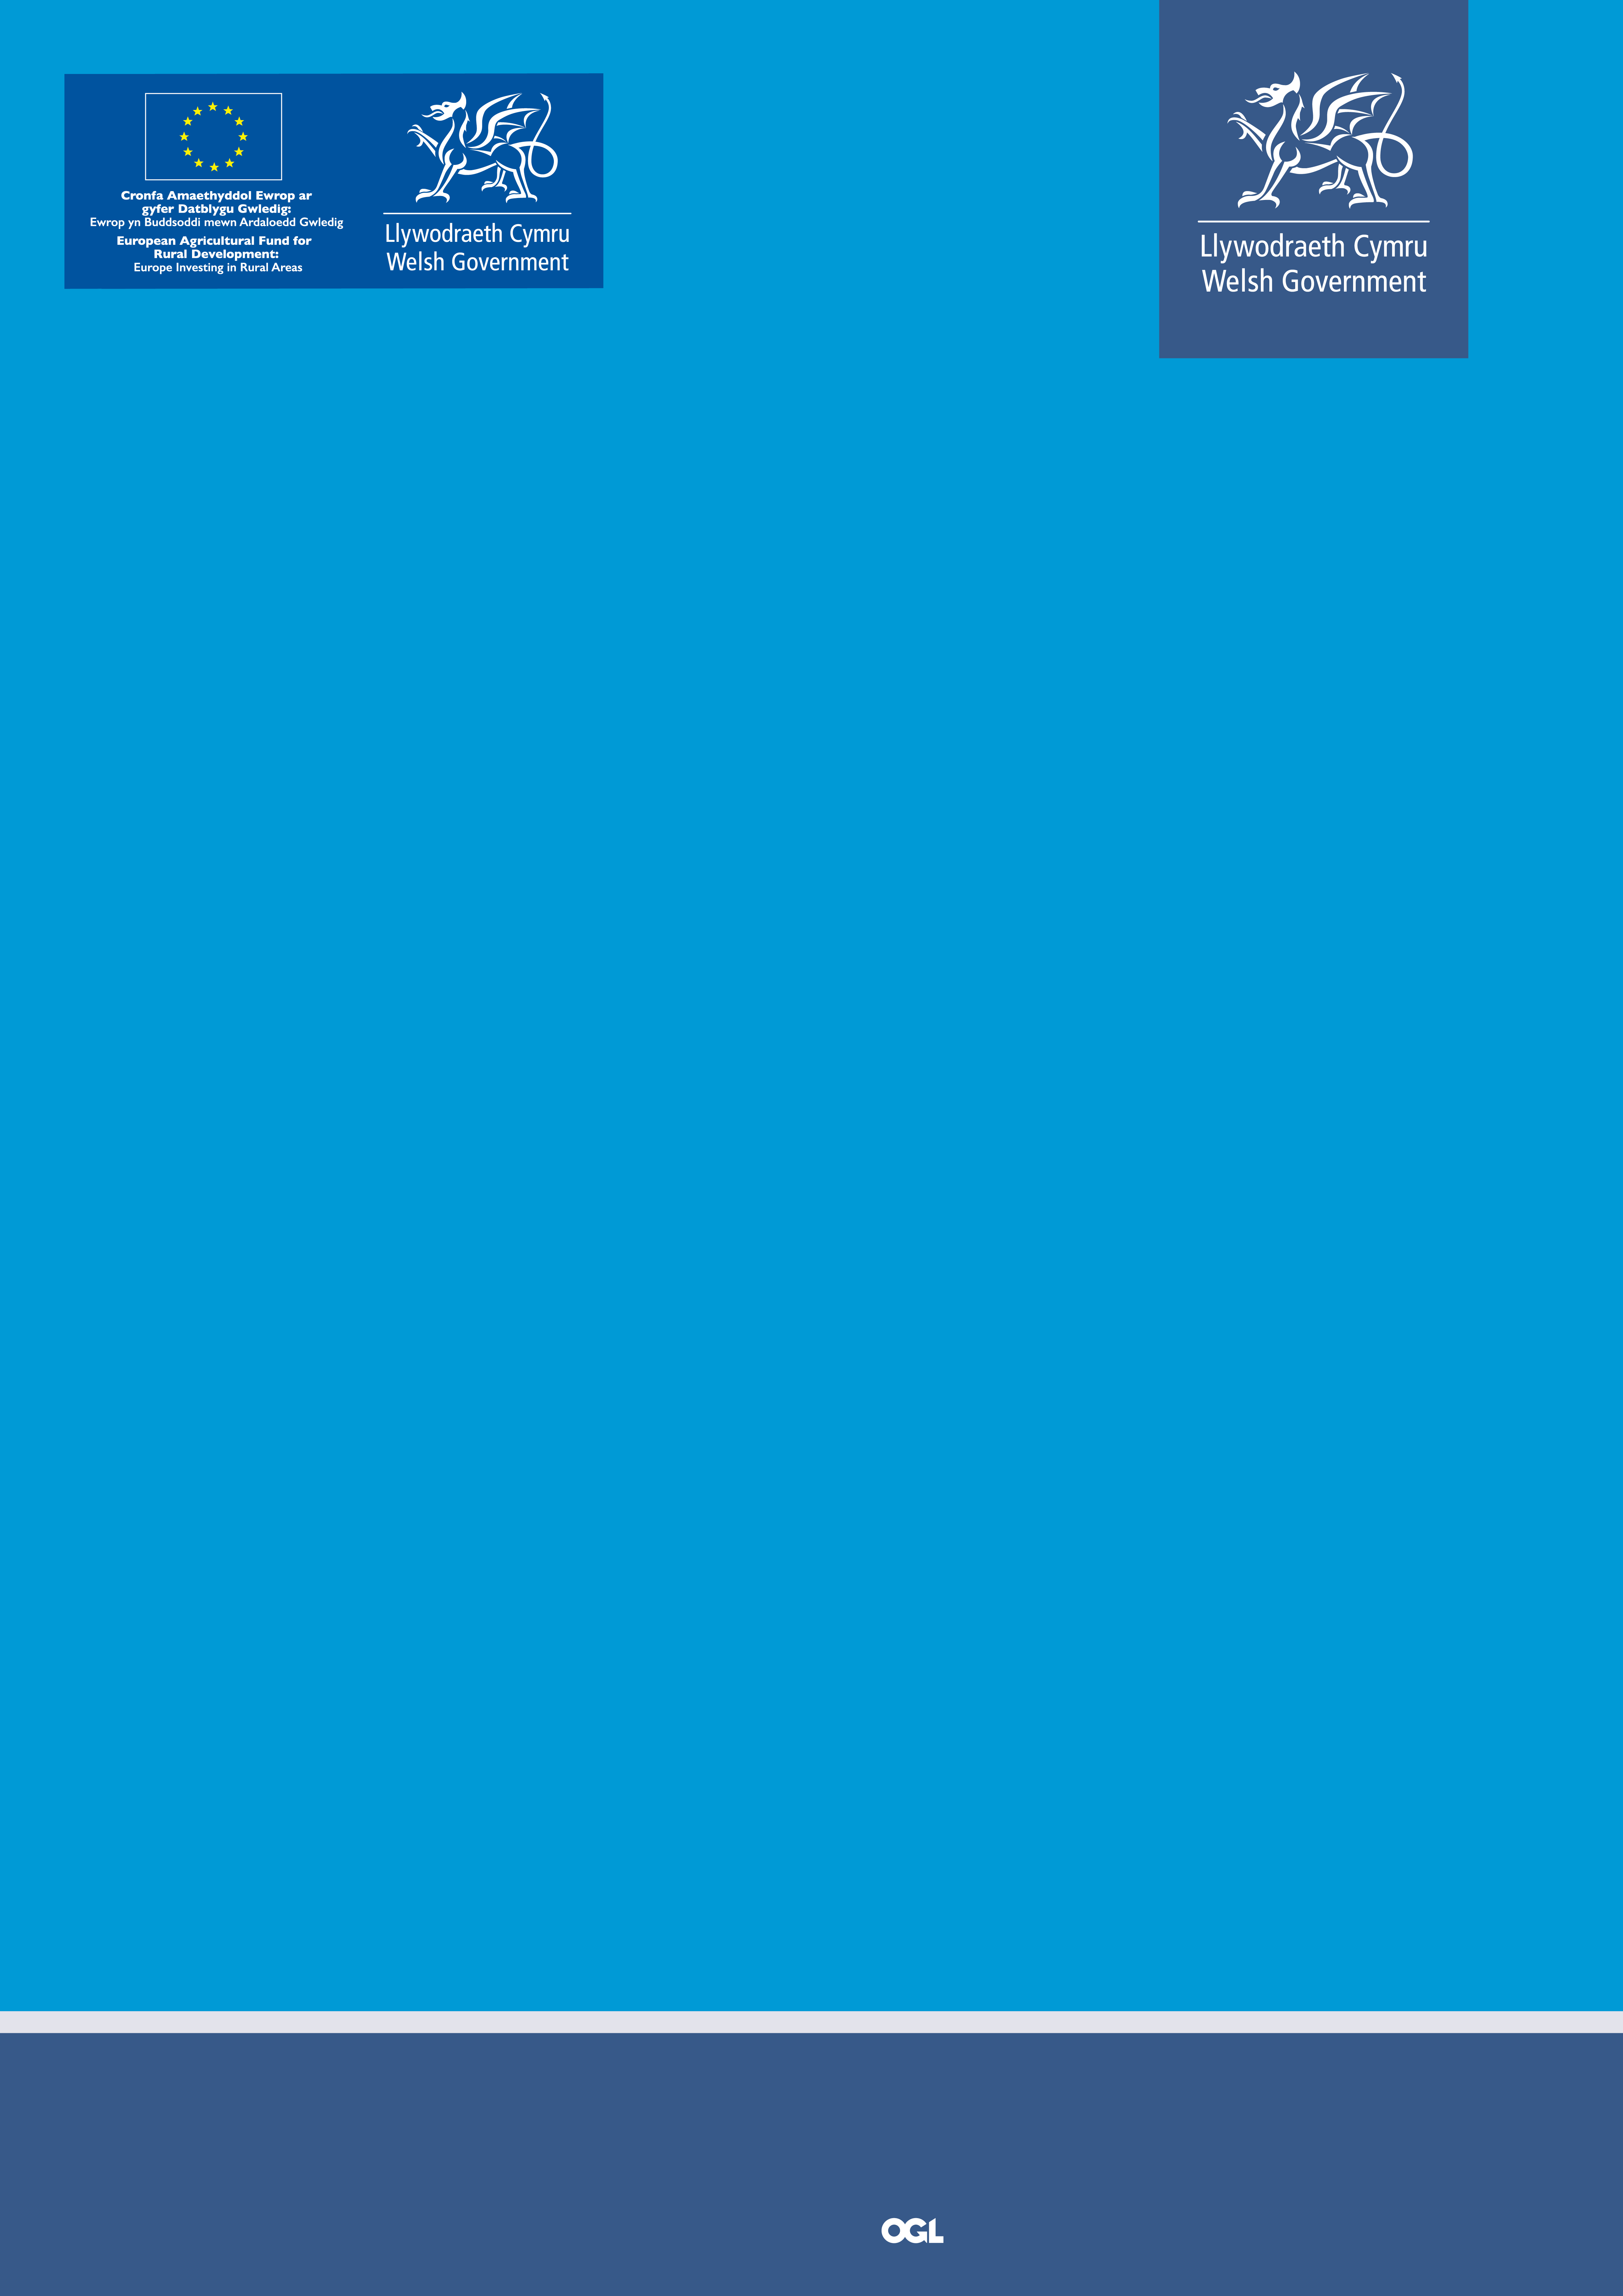 Cronfa Amaethyddol Ewrop ar
gyfer Datblygu Gwledig:
Ewrop yn Buddsoddi mewn Ardaloedd Gwledig
European Agricultural Fund for
Rural Development:
Europe Investing in Rural Areas
Llywodraeth Cymru
Welsh Government
Llywodraeth Cymru
Welsh Government
OGL